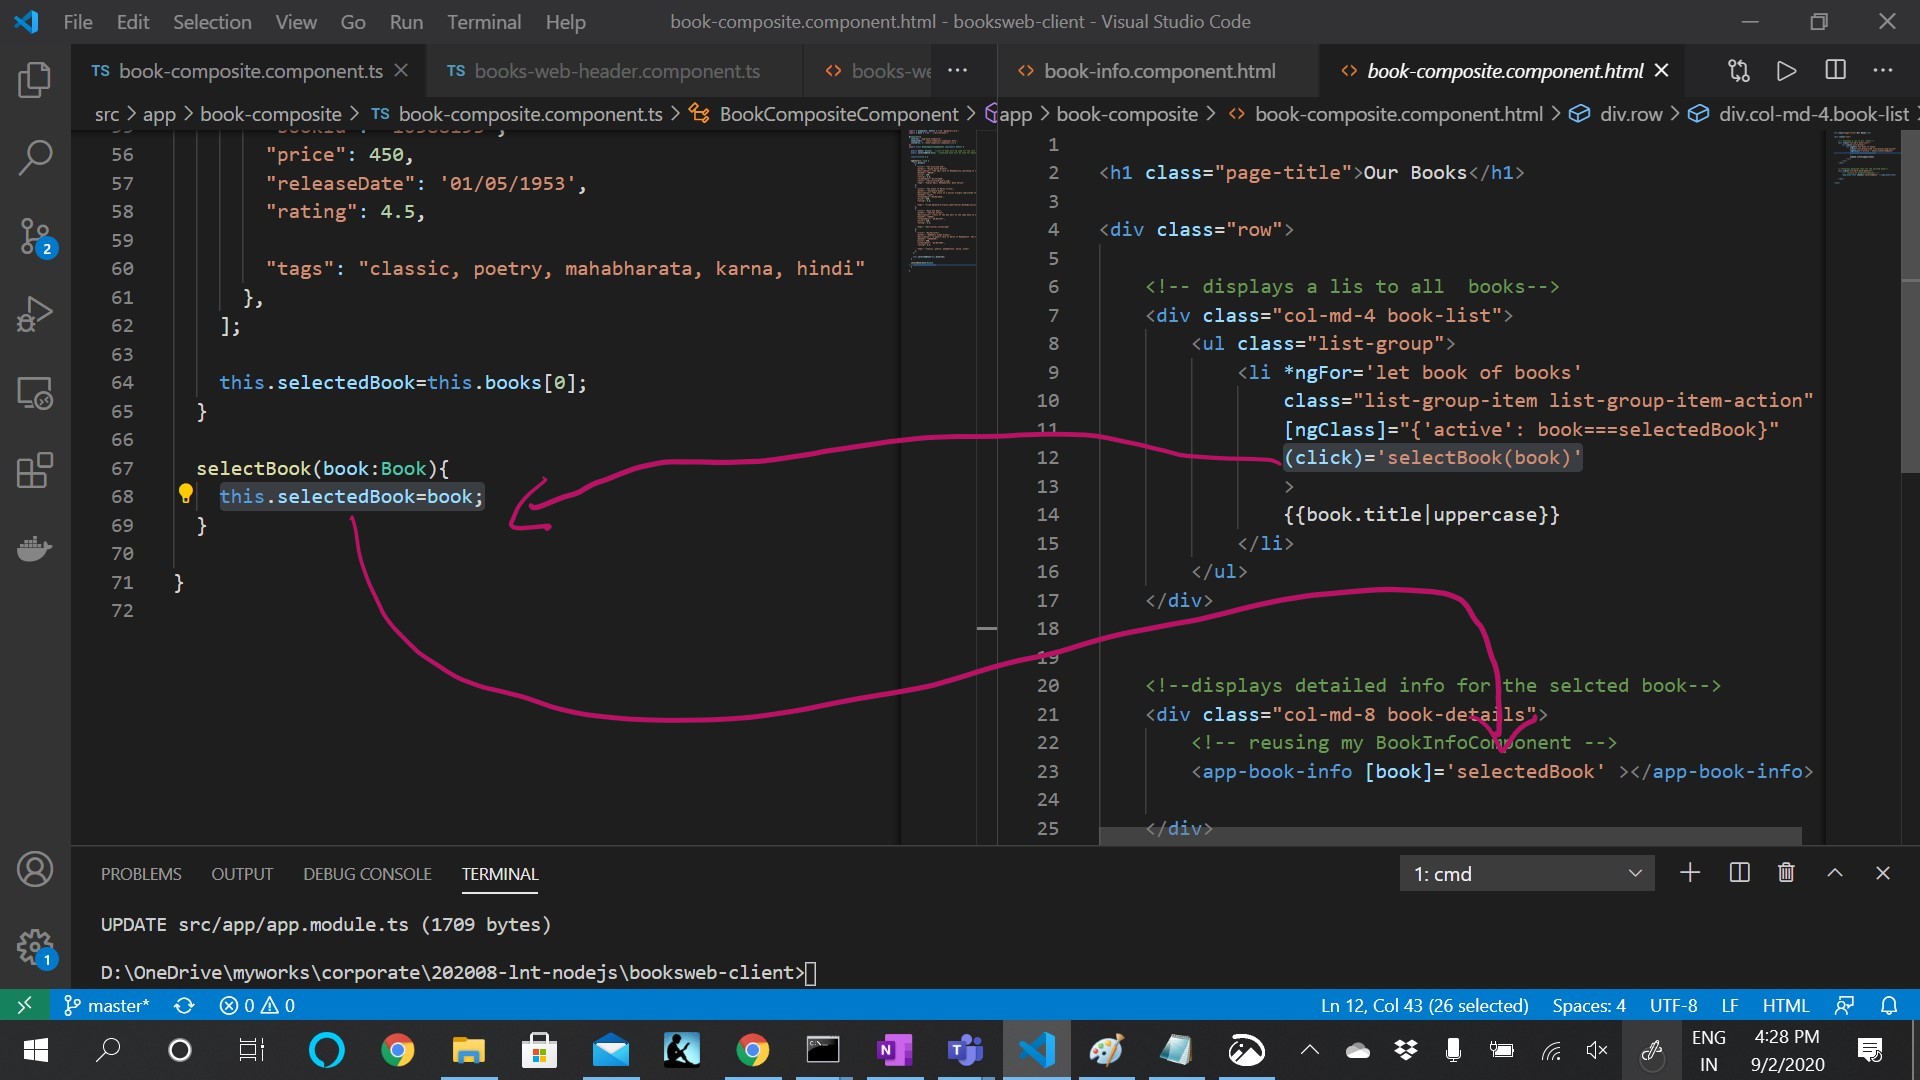 File Edit Selection View Go Run Terminal Help
book-composite.component.html - booksweb-client - Visual Studio Code
TS book-composite.component.ts
TS books-web-header.component.ts
<> books-we
...
<> book-info.component.html
<> book-composite.component.html
...
src > app > book-composite > TS book-composite.component.ts > BookCompositeComponent >
app > book-composite > <> book-composite.component.html > div.row > div.col-md-4.book-list >
56 "price": 450,
57 "releaseDate": '01/05/1953',
58 "rating": 4.5,
59
60 "tags": "classic, poetry, mahabharata, karna, hindi"
61 },
62 ];
63
64 this.selectedBook=this.books[0];
65 }
66
67 selectBook(book:Book){
68 this.selectedBook=book;
69 }
70
71 }
72
1
2 <h1 class="page-title">Our Books</h1>
3
4 <div class="row">
5
6 <!-- displays a lis to all  books-->
7 <div class="col-md-4 book-list">
8 <ul class="list-group">
9 <li *ngFor='let book of books'
10 class="list-group-item list-group-item-action"
11 [ngClass]="{'active': book===selectedBook}"
12 (click)='selectBook(book)'
13 >
14 {{book.title|uppercase}}
15 </li>
16 </ul>
17 </div>
18
19
20 <!--displays detailed info for the selcted book-->
21 <div class="col-md-8 book-details">
22 <!-- reusing my BookInfoComponent -->
23 <app-book-info [book]='selectedBook' ></app-book-info>
24
25 </div>
PROBLEMS OUTPUT DEBUG CONSOLE TERMINAL
1: cmd
UPDATE src/app/app.module.ts (1709 bytes)
D:\OneDrive\myworks\corporate\202008-lnt-nodejs\booksweb-client>
2
1
master* 0 0
Ln 12, Col 43 (26 selected) Spaces: 4 UTF-8 LF HTML
ENG
IN
4:28 PM
9/2/2020